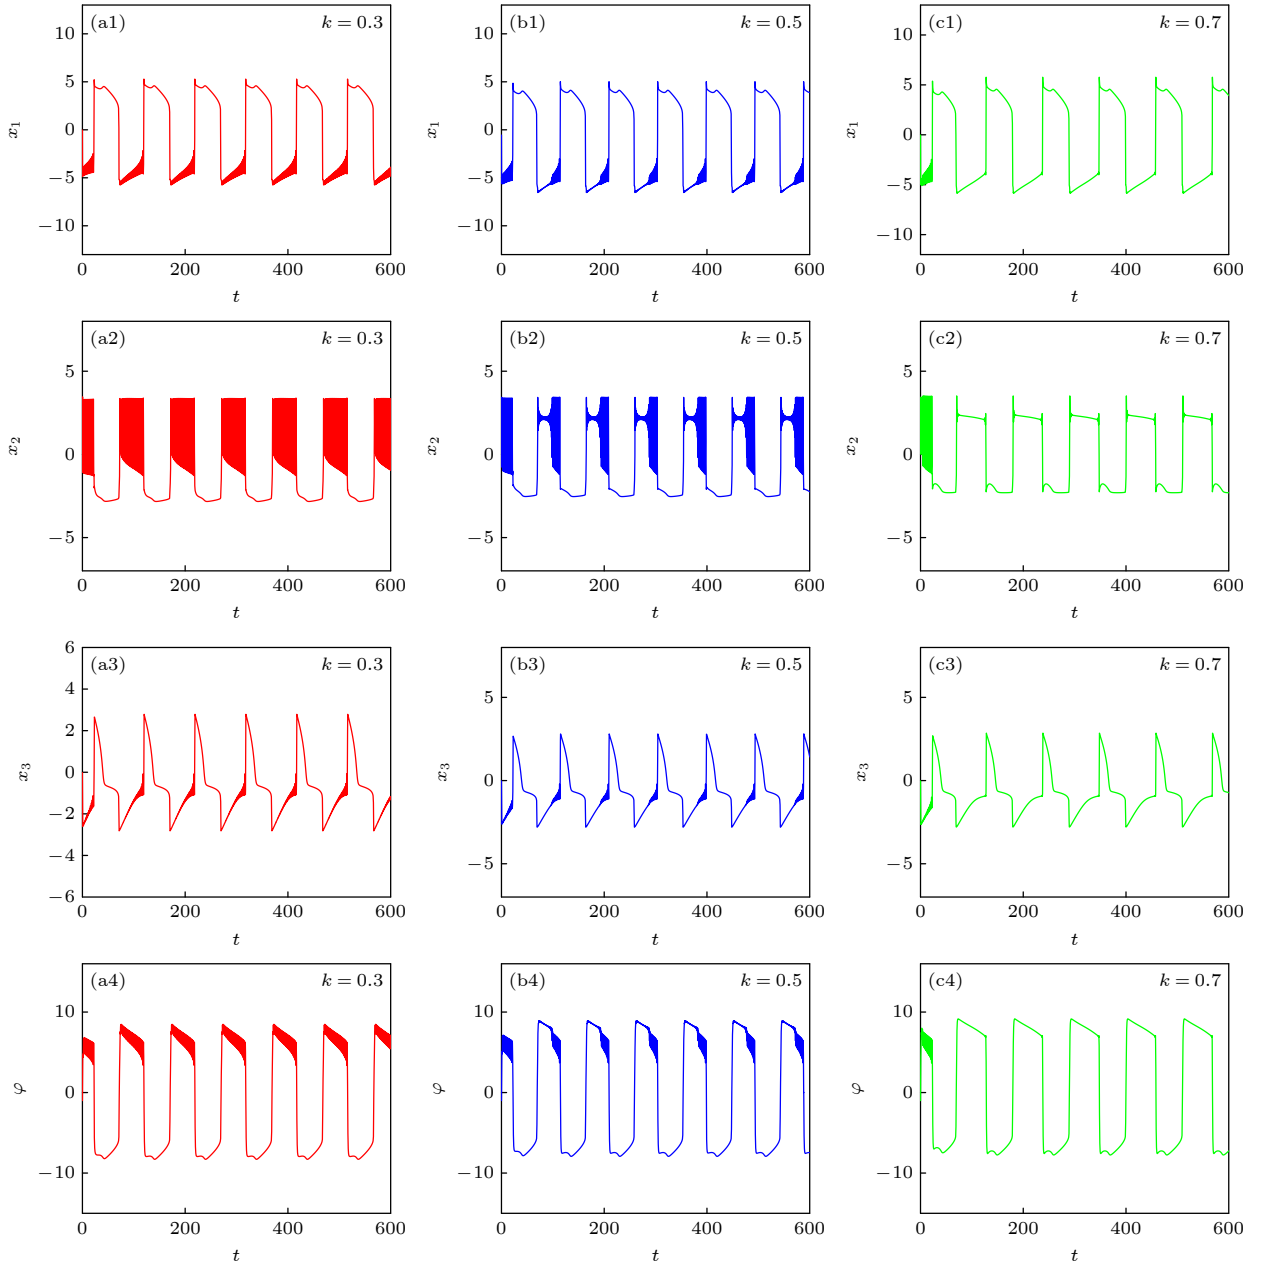 (a1) k = 0.3
10
5
0
−5
−10
x1
0 200 400 600
t
(b1) k = 0.5
10
5
0
−5
−10
x1
0 200 400 600
t
(c1) k = 0.7
10
5
0
−5
−10
x1
0 200 400 600
t
(a2) k = 0.3
5
0
−5
x2
0 200 400 600
t
(b2) k = 0.5
5
0
−5
x2
0 200 400 600
t
(c2) k = 0.7
5
0
−5
x2
0 200 400 600
t
(a3) k = 0.3
6
4
2
0
−2
−4
−6
x3
0 200 400 600
t
(b3) k = 0.5
5
0
−5
x3
0 200 400 600
t
(c3) k = 0.7
5
0
−5
x3
0 200 400 600
t
(a4) k = 0.3
10
0
−10
φ
0 200 400 600
t
(b4) k = 0.5
10
0
−10
φ
0 200 400 600
t
(c4) k = 0.7
10
0
−10
φ
0 200 400 600
t